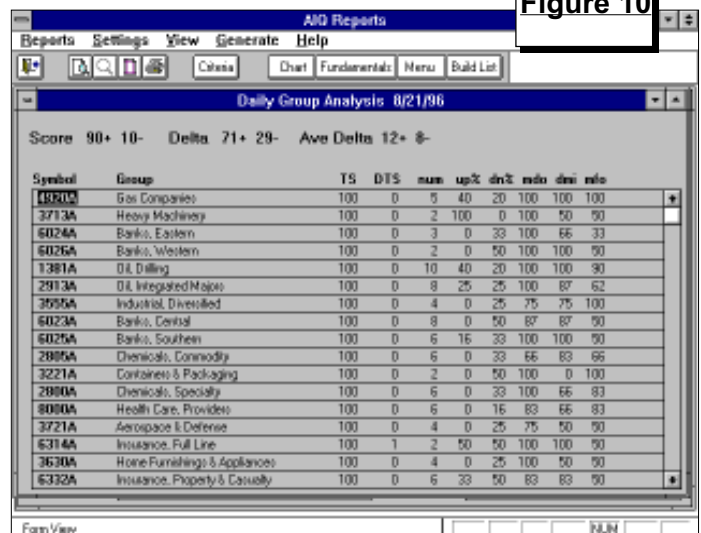 Figure 10
AIQ Reports
Reports Settings View Generate Help
Criteria Chart Fundamentals Menu Build List
Daily Group Analysis 8/21/96
Score 90+ 10- Delta 71+ 29- Ave Delta 12+ 8-
Symbol Group TS DTS num up% dn% mdo dmi mfo
4920A Gas Companies 100 0 5 40 20 100 100 100
3713A Heavy Machinery 100 0 2 100 0 100 50 50
6024A Banks, Eastern 100 0 3 0 33 100 66 33
6026A Banks, Western 100 0 2 0 50 100 100 50
1381A Oil, Drilling 100 0 10 40 20 100 100 90
2913A Oil, Integrated Majors 100 0 8 25 25 100 87 62
3555A Industrial, Diversified 100 0 4 0 25 75 75 100
6023A Banks, Central 100 0 8 0 50 87 87 50
6025A Banks, Southern 100 0 6 16 33 100 100 50
2805A Chemicals, Commodity 100 0 6 0 33 66 83 66
3221A Containers & Packaging 100 0 2 0 50 100 0 100
2800A Chemicals, Specialty 100 0 6 0 33 100 66 83
8000A Health Care, Providers 100 0 6 0 16 83 66 83
3721A Aerospace & Defense 100 0 4 0 25 75 50 50
6314A Insurance, Full Line 100 1 2 50 50 100 100 50
3630A Home Furnishings & Appliances 100 0 4 0 25 100 50 50
6332A Insurance, Property & Casualty 100 0 6 33 50 83 83 50
Form View NUM